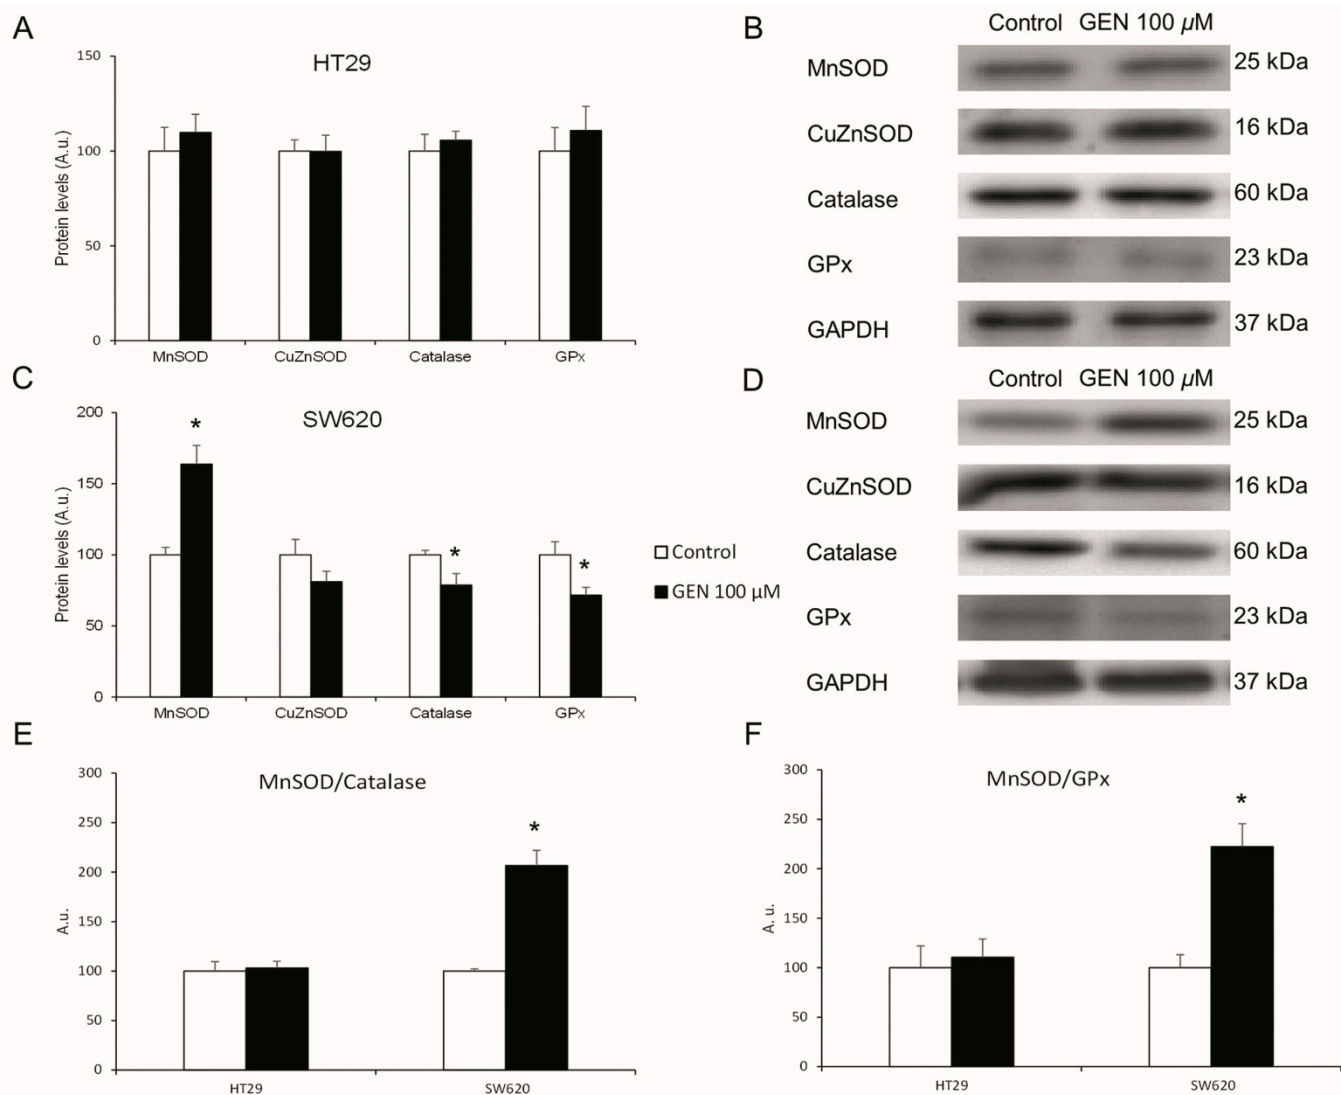 A
HT29
150
100
50
0
Protein levels (A.u.)
MnSOD CuZnSOD Catalase GPx
B
Control GEN 100 µM
MnSOD 25 kDa
CuZnSOD 16 kDa
Catalase 60 kDa
GPx 23 kDa
GAPDH 37 kDa
C
SW620
200
150
100
50
0
Protein levels (A.u.)
* * *
MnSOD CuZnSOD Catalase GPx
Control
GEN 100 µM
D
Control GEN 100 µM
MnSOD 25 kDa
CuZnSOD 16 kDa
Catalase 60 kDa
GPx 23 kDa
GAPDH 37 kDa
E
MnSOD/Catalase
300
250
200
150
100
50
0
A.u.
*
HT29 SW620
F
MnSOD/GPx
300
250
200
150
100
50
0
A. u.
*
HT29 SW620